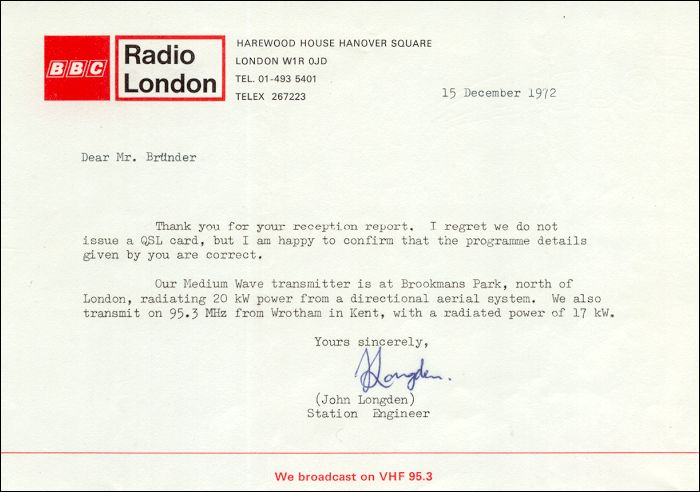 BBC
Radio
London
HAREWOOD HOUSE HANOVER SQUARE
LONDON W1R 0JD
TEL. 01-493 5401
TELEX 267223
15 December 1972
Dear Mr. Bründer
Thank you for your reception report. I regret we do not
issue a QSL card, but I am happy to confirm that the programme details
given by you are correct.
Our Medium Wave transmitter is at Brookmans Park, north of
London, radiating 20 kW power from a directional aerial system. We also
transmit on 95.3 MHz from Wrotham in Kent, with a radiated power of 17 kW.
Yours sincerely,
JLongden.
(John Longden)
Station Engineer
We broadcast on VHF 95.3